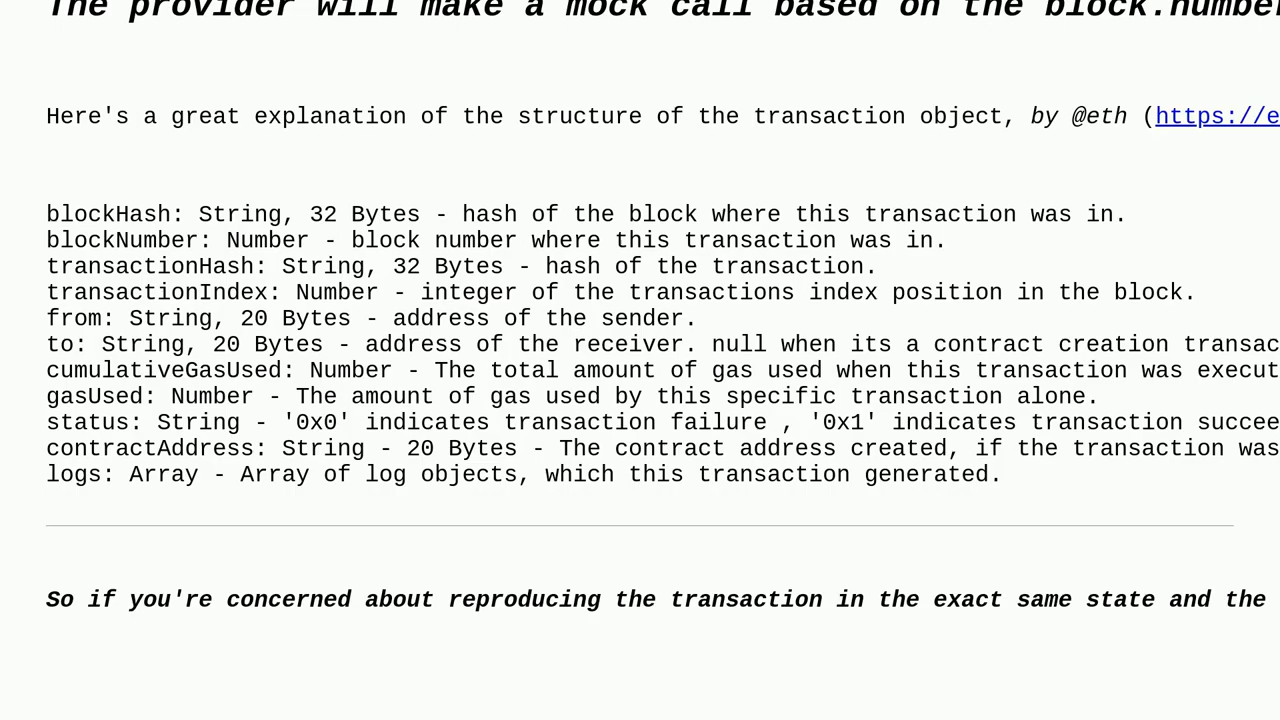 The provider will make a mock call based on the block.number
Here's a great explanation of the structure of the transaction object, by @eth (https://e
blockHash: String, 32 Bytes - hash of the block where this transaction was in.
blockNumber: Number - block number where this transaction was in.
transactionHash: String, 32 Bytes - hash of the transaction.
transactionIndex: Number - integer of the transactions index position in the block.
from: String, 20 Bytes - address of the sender.
to: String, 20 Bytes - address of the receiver. null when its a contract creation transac
cumulativeGasUsed: Number - The total amount of gas used when this transaction was execut
gasUsed: Number - The amount of gas used by this specific transaction alone.
status: String - '0x0' indicates transaction failure , '0x1' indicates transaction succee
contractAddress: String - 20 Bytes - The contract address created, if the transaction was
logs: Array - Array of log objects, which this transaction generated.
So if you're concerned about reproducing the transaction in the exact same state and the